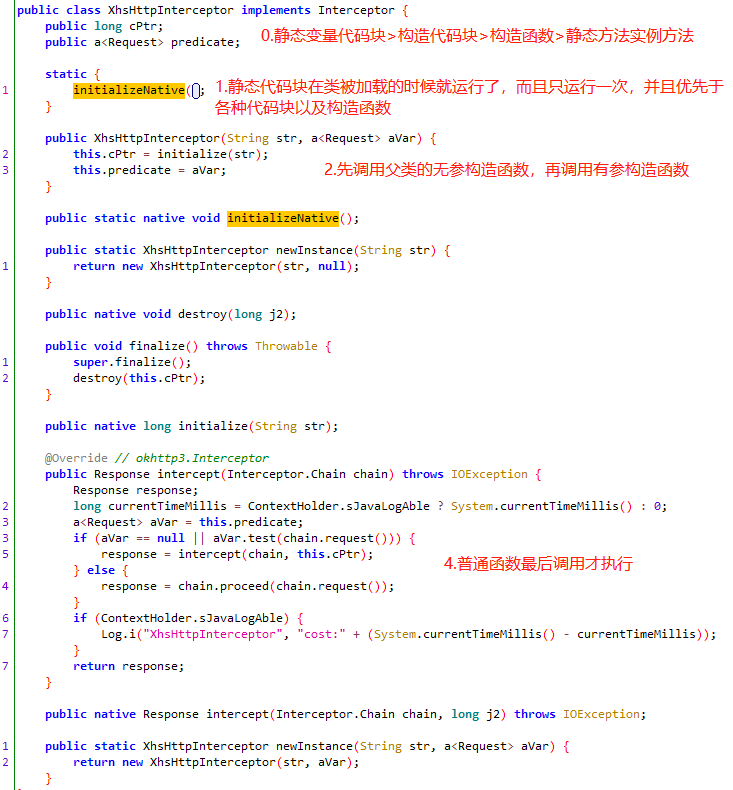 public class XhsHttpInterceptor implements Interceptor {
public long cPtr;
public a<Request> predicate;
0.静态变量代码块>构造代码块>构造函数>静态方法实例方法
static {
1 initializeNative();
1.静态代码块在类被加载的时候就运行了，而且只运行一次，并且优先于
各种代码块以及构造函数
}
public XhsHttpInterceptor(String str, a<Request> aVar) {
2 this.cPtr = initialize(str);
3 this.predicate = aVar;
2.先调用父类的无参构造函数，再调用有参构造函数
}
public static native void initializeNative();
public static XhsHttpInterceptor newInstance(String str) {
1 return new XhsHttpInterceptor(str, null);
}
public native void destroy(long j2);
public void finalize() throws Throwable {
1 super.finalize();
2 destroy(this.cPtr);
}
public native long initialize(String str);
@Override // okhttp3.Interceptor
public Response intercept(Interceptor.Chain chain) throws IOException {
Response response;
2 long currentTimeMillis = ContextHolder.sJavaLogAble ? System.currentTimeMillis() : 0;
3 a<Request> aVar = this.predicate;
3 if (aVar == null || aVar.test(chain.request())) {
5 response = intercept(chain, this.cPtr);
4.普通函数最后调用才执行
} else {
4 response = chain.proceed(chain.request());
}
6 if (ContextHolder.sJavaLogAble) {
7 Log.i("XhsHttpInterceptor", "cost:" + (System.currentTimeMillis() - currentTimeMillis));
}
7 return response;
}
public native Response intercept(Interceptor.Chain chain, long j2) throws IOException;
1 public static XhsHttpInterceptor newInstance(String str, a<Request> aVar) {
2 return new XhsHttpInterceptor(str, aVar);
}